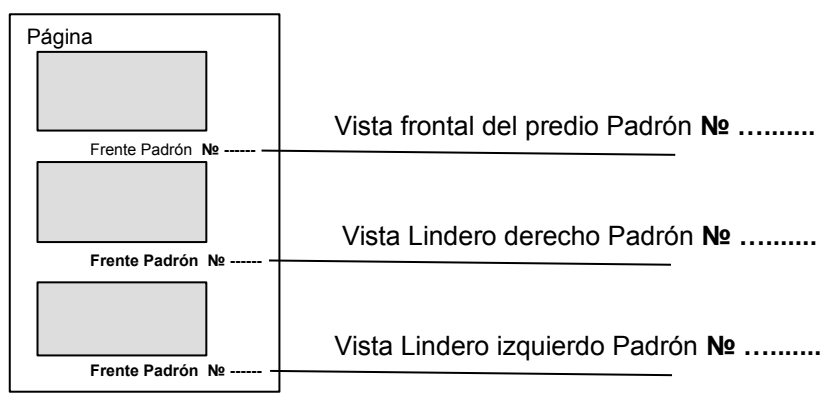 Página
Vista frontal del predio Padrón № ….......
Frente Padrón № ------
Vista Lindero derecho Padrón № ….......
Frente Padrón № ------
Vista Lindero izquierdo Padrón № ….......
Frente Padrón № ------